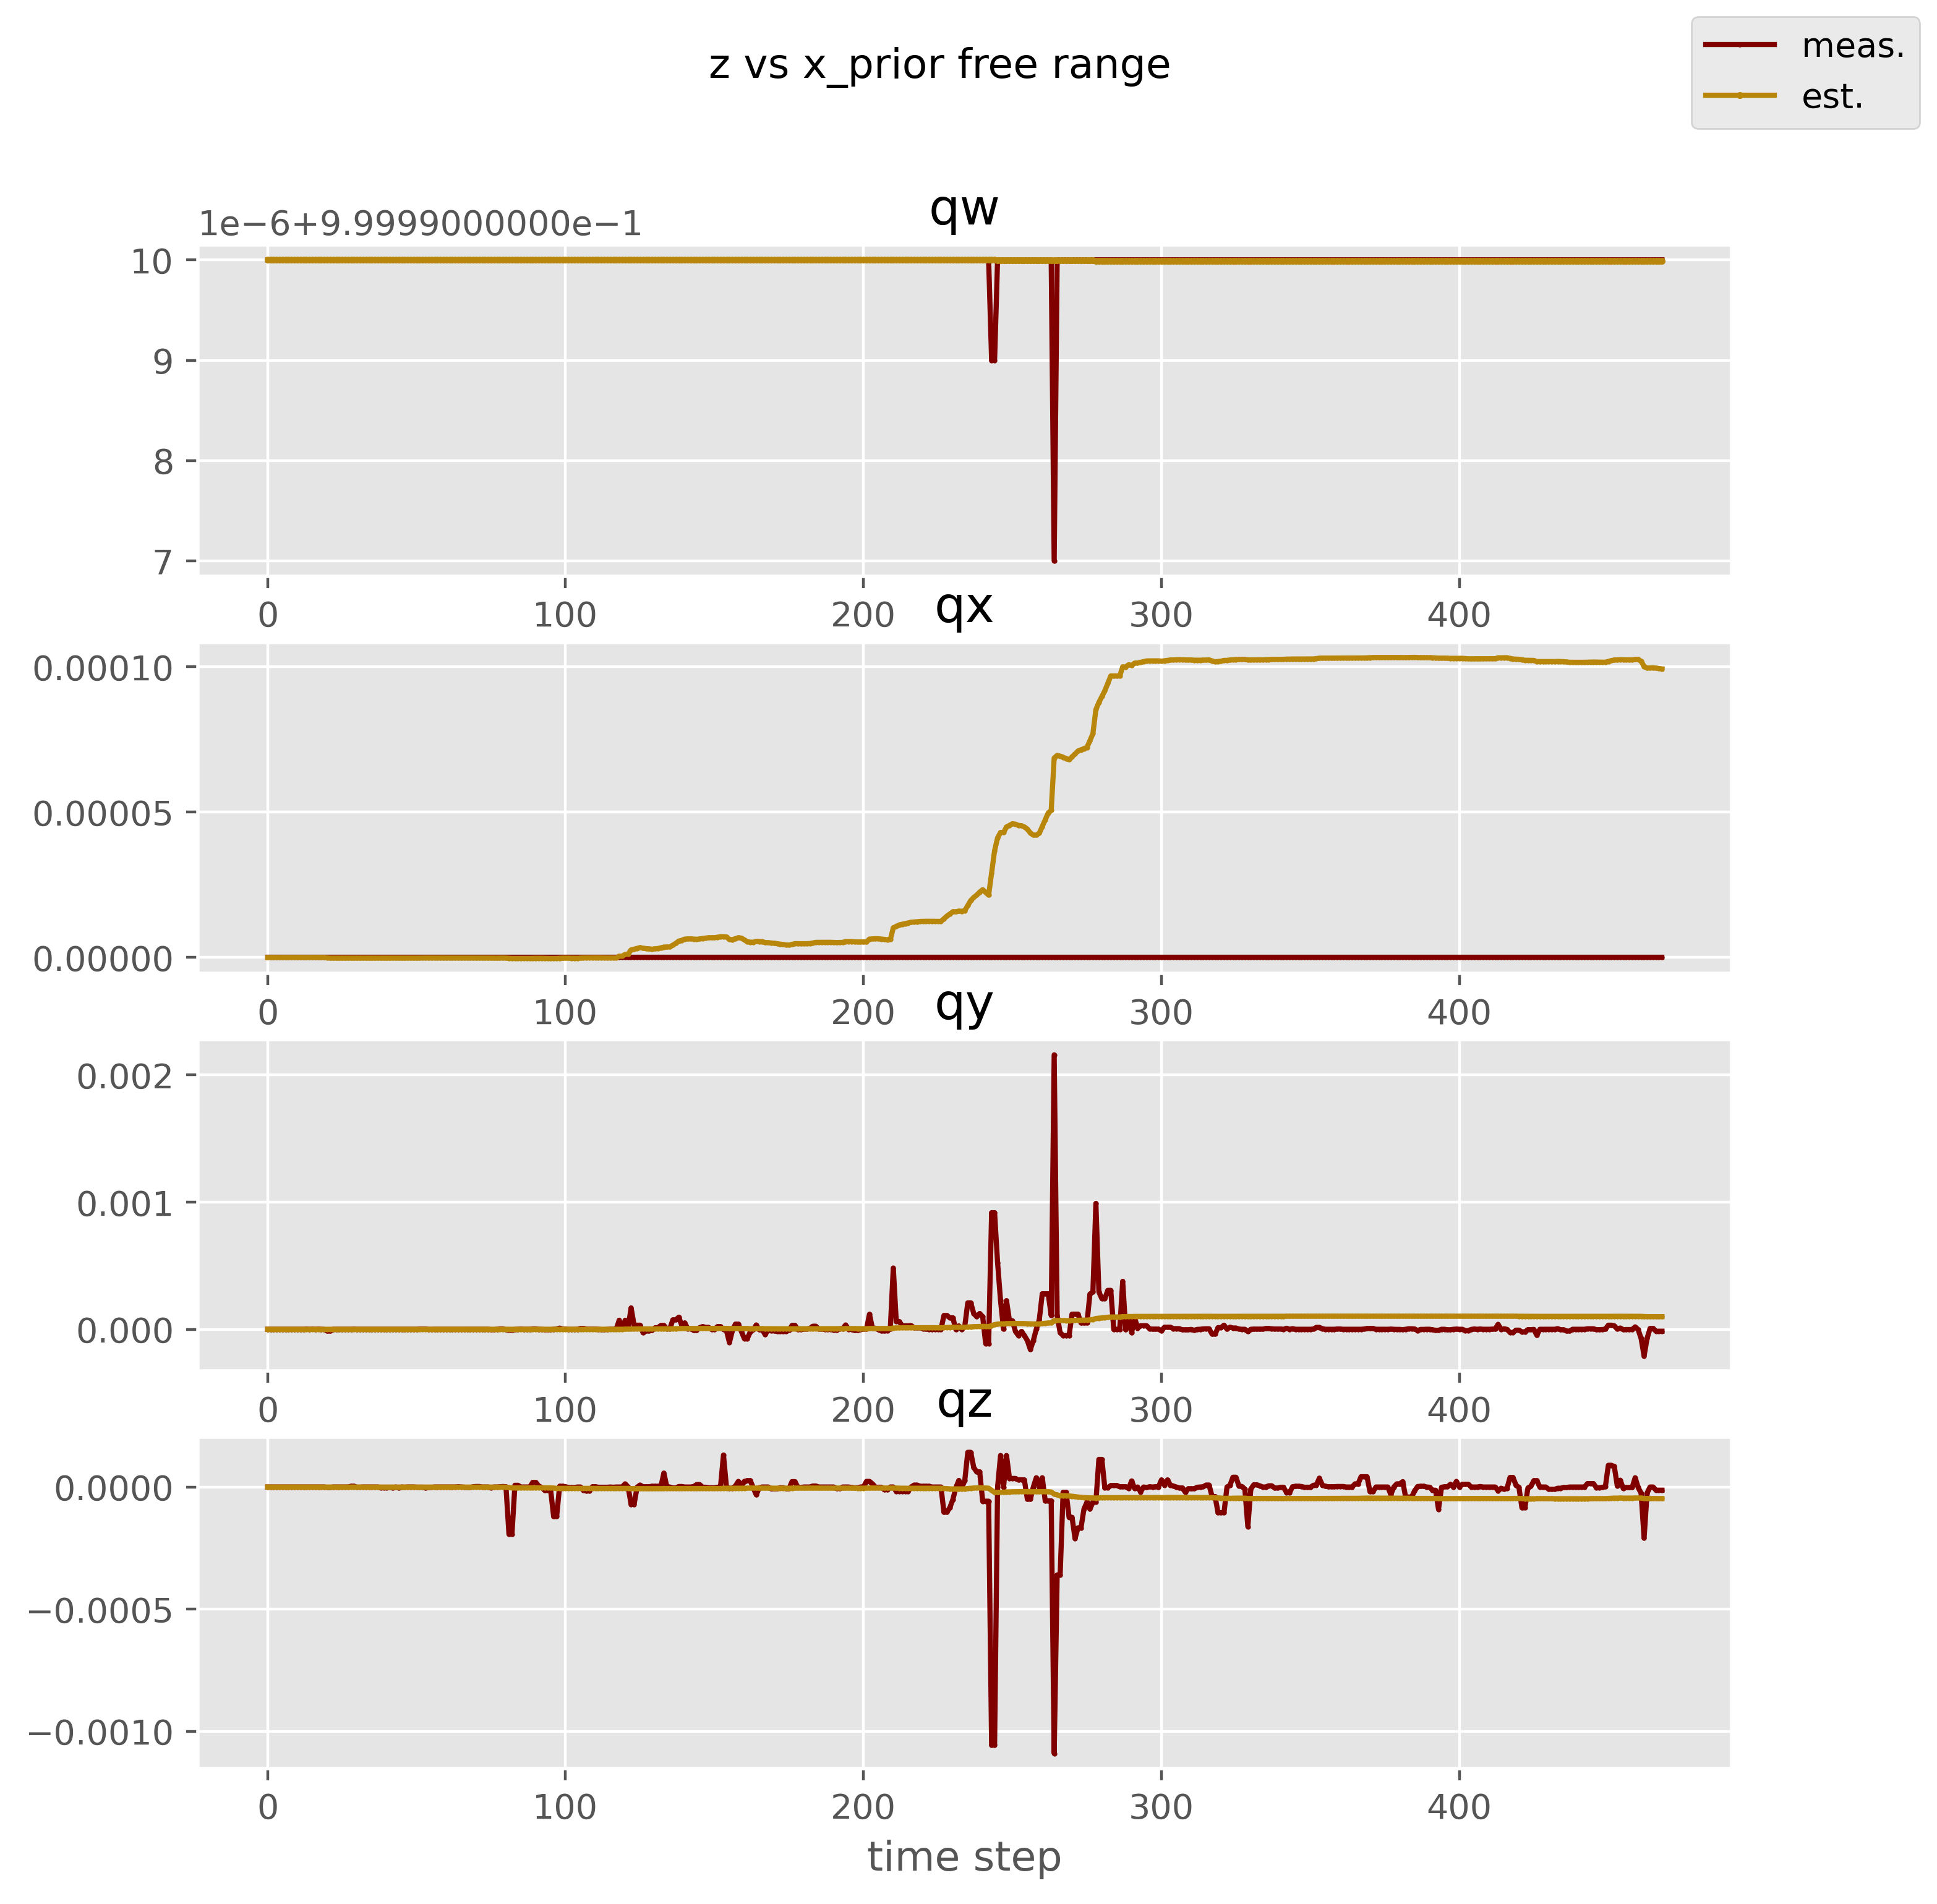 z vs x_prior free range
meas.
est.
qw
1e−6+9.9999000000e−1
10
9
8
7
0 100 200 300 400
qx
0.00010
0.00005
0.00000
0 100 200 300 400
qy
0.002
0.001
0.000
0 100 200 300 400
qz
0.0000
−0.0005
−0.0010
0 100 200 300 400
time step